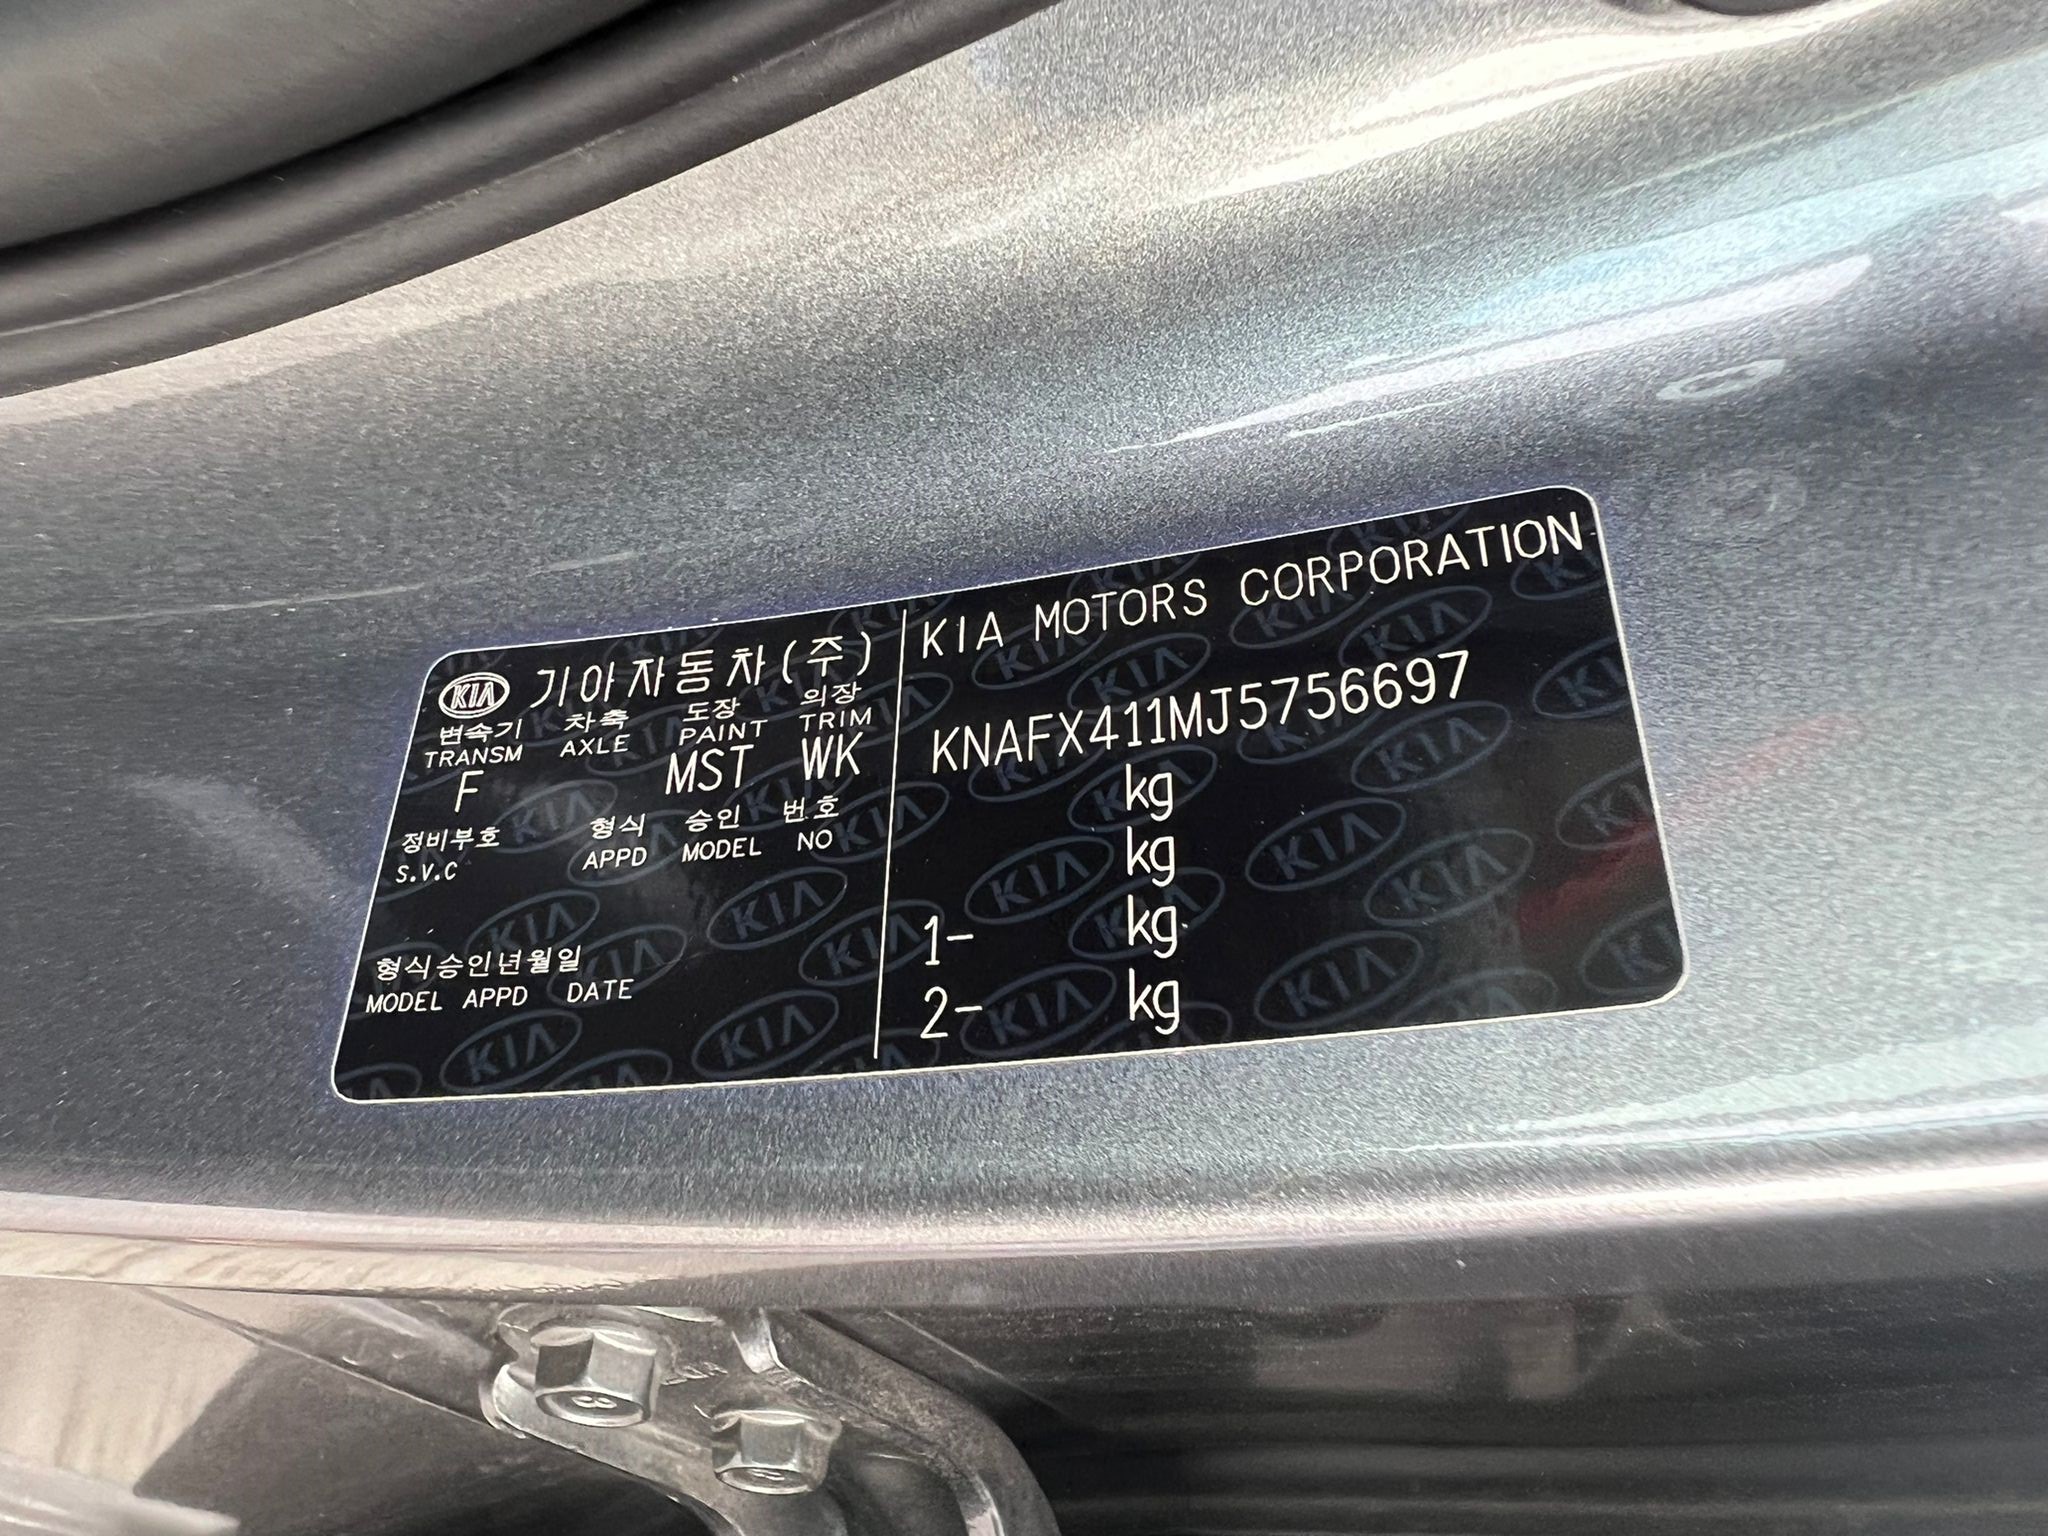 KIA 기아자동차(주)
변속기 차축 도장 의장
TRANSM AXLE PAINT TRIM
F MST WK
정비부호 형식 승인 번호
S.V.C APPD MODEL NO
형식승인년월일
MODEL APPD DATE
KIA MOTORS CORPORATION
KNAFX411MJ5756697
kg
kg
1- kg
2- kg